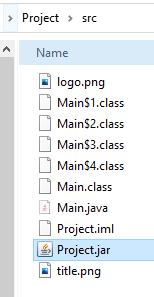 Project > src
Name
logo.png
Main$1.class
Main$2.class
Main$3.class
Main$4.class
Main.class
Main.java
Project.iml
Project.jar
title.png